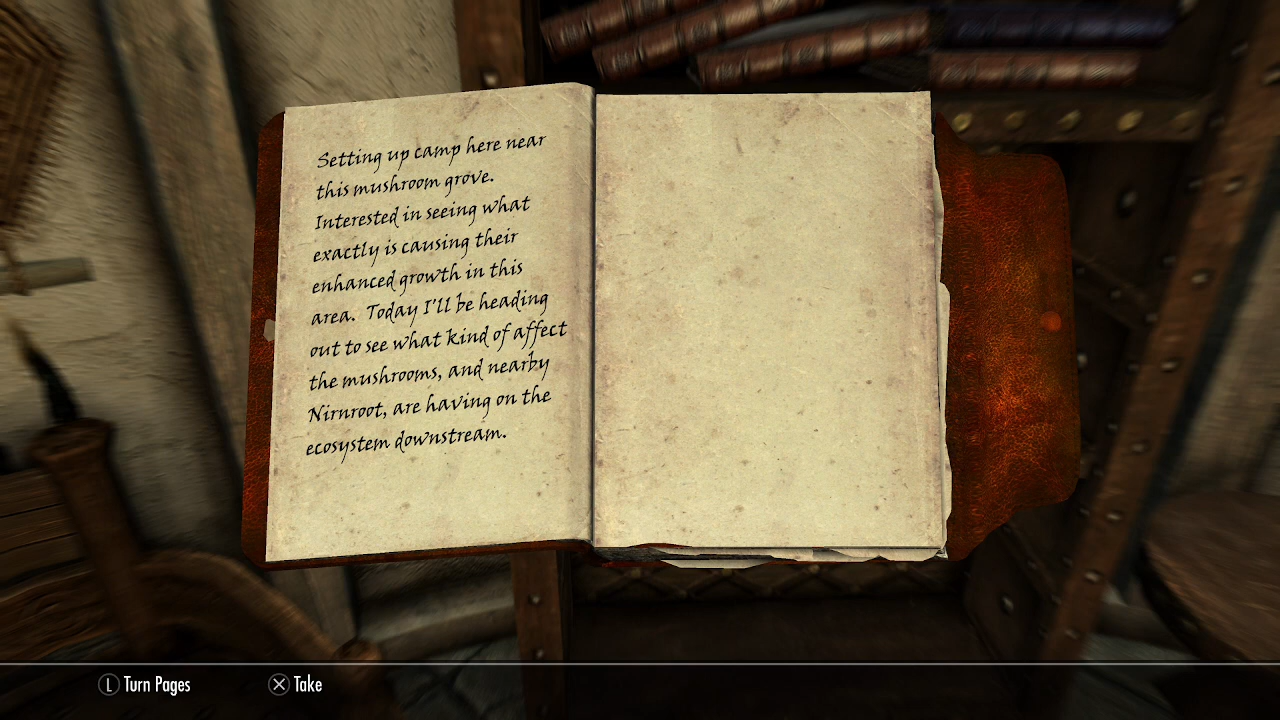 Setting up camp here near
this mushroom grove.
Interested in seeing what
exactly is causing their
enhanced growth in this
area. Today I'll be heading
out to see what kind of affect
the mushrooms, and nearby
Nirnroot, are having on the
ecosystem downstream.
L Turn Pages
X Take